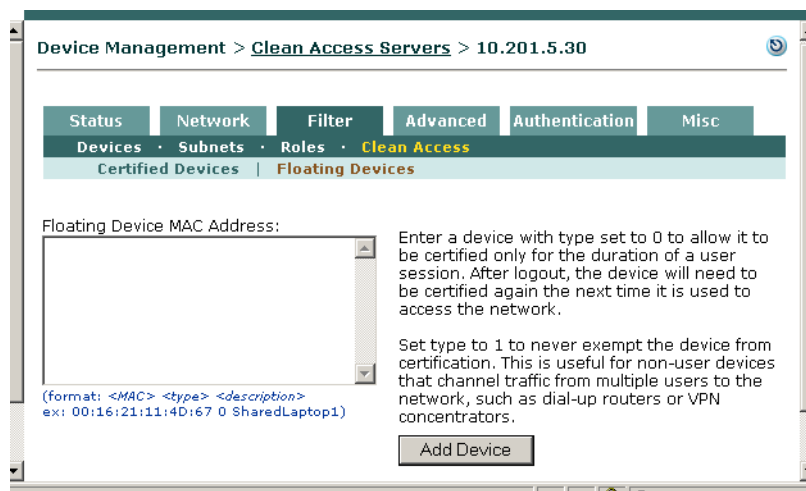 Device Management > Clean Access Servers > 10.201.5.30
Status Network Filter Advanced Authentication Misc
Devices · Subnets · Roles · Clean Access
Certified Devices | Floating Devices
Floating Device MAC Address:
(format: <MAC> <type> <description>
ex: 00:16:21:11:4D:67 0 SharedLaptop1)
Enter a device with type set to 0 to allow it to
be certified only for the duration of a user
session. After logout, the device will need to
be certified again the next time it is used to
access the network.
Set type to 1 to never exempt the device from
certification. This is useful for non-user devices
that channel traffic from multiple users to the
network, such as dial-up routers or VPN
concentrators.
Add Device